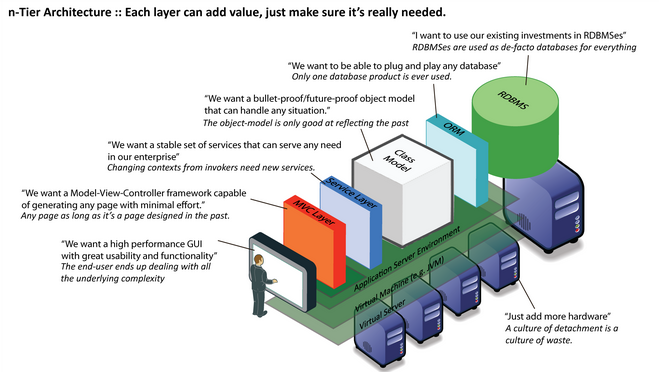 n-Tier Architecture :: Each layer can add value, just make sure it's really needed.
"I want to use our existing investments in RDBMSes"
RDBMSes are used as de-facto databases for everything
"We want to be able to plug and play any database"
Only one database product is ever used.
"We want a bullet-proof/future-proof object model
that can handle any situation."
The object-model is only good at reflecting the past
"We want a stable set of services that can serve any need
in our enterprise"
Changing contexts from invokers need new services.
"We want a Model-View-Controller framework capable
of generating any page with minimal effort."
Any page as long as it's a page designed in the past.
"We want a high performance GUI
with great usability and functionality"
The end-user ends up dealing with all
the underlying complexity
MVC Layer
Service Layer
Class
Model
ORM
RDBMS
Application Server Environment
Virtual Machine (e.g. JVM)
Virtual Server
"Just add more hardware"
A culture of detachment is a
culture of waste.